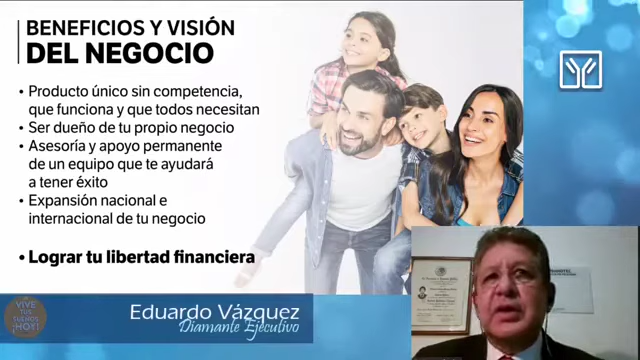 BENEFICIOS Y VISIÓN
DEL NEGOCIO
• Producto único sin competencia,
que funciona y que todos necesitan
• Ser dueño de tu propio negocio
• Asesoría y apoyo permanente
de un equipo que te ayudará
a tener éxito
• Expansión nacional e
internacional de tu negocio
• Lograr tu libertad financiera
Eduardo Vázquez
Diamante Ejecutivo
VIVE
TUS
SUEÑOS
¡HOY!